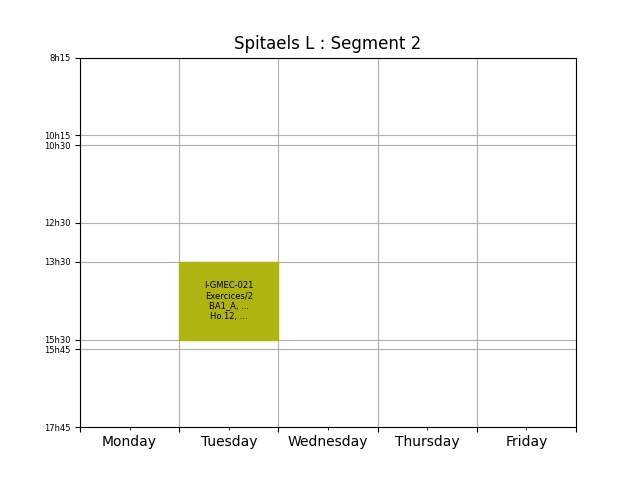 Spitaels L : Segment 2
8h15
10h15
10h30
12h30
13h30
I-GMEC-021
Exercices/2
BA1_A, ...
Ho.12, ...
15h30
15h45
17h45
Monday Tuesday Wednesday Thursday Friday